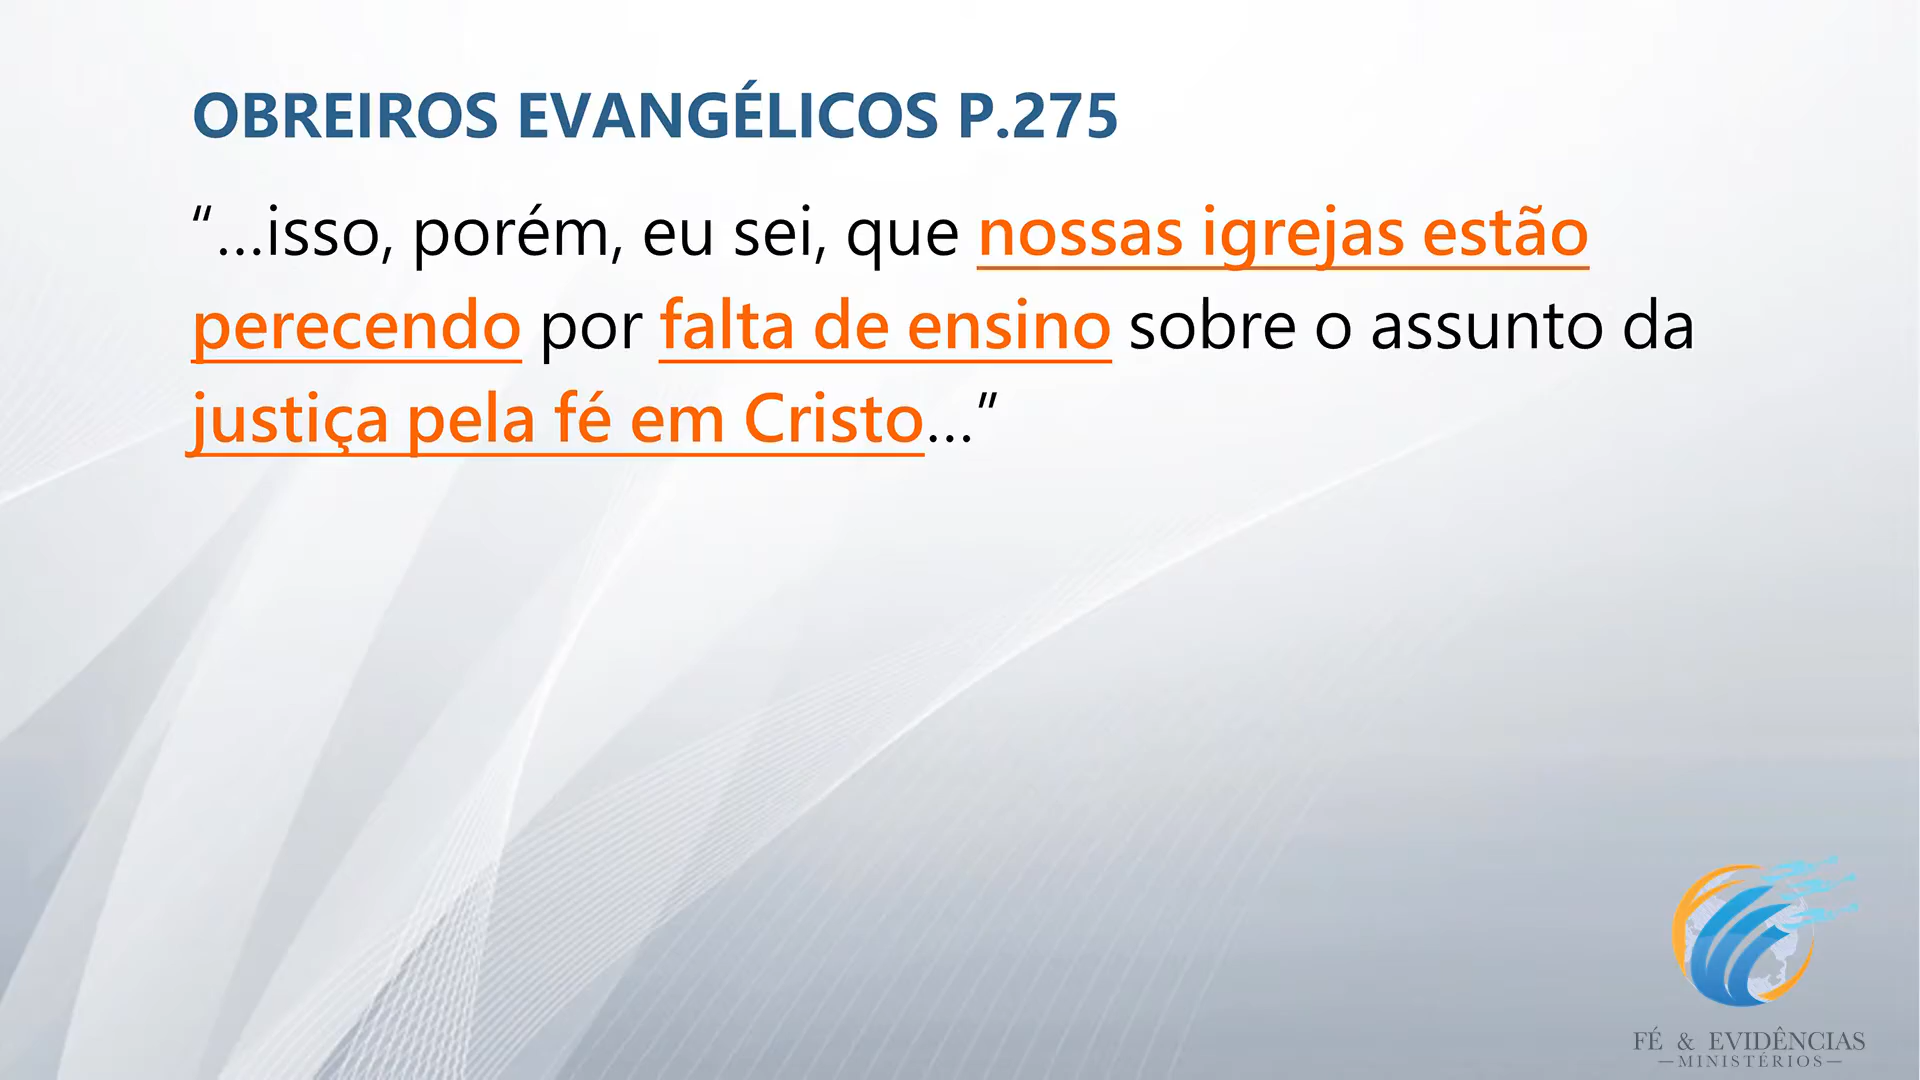 OBREIROS EVANGÉLICOS P.275
“...isso, porém, eu sei, que nossas igrejas estão
perecendo por falta de ensino sobre o assunto da
justiça pela fé em Cristo...”
FÉ & EVIDÊNCIAS
—MINISTÉRIOS—